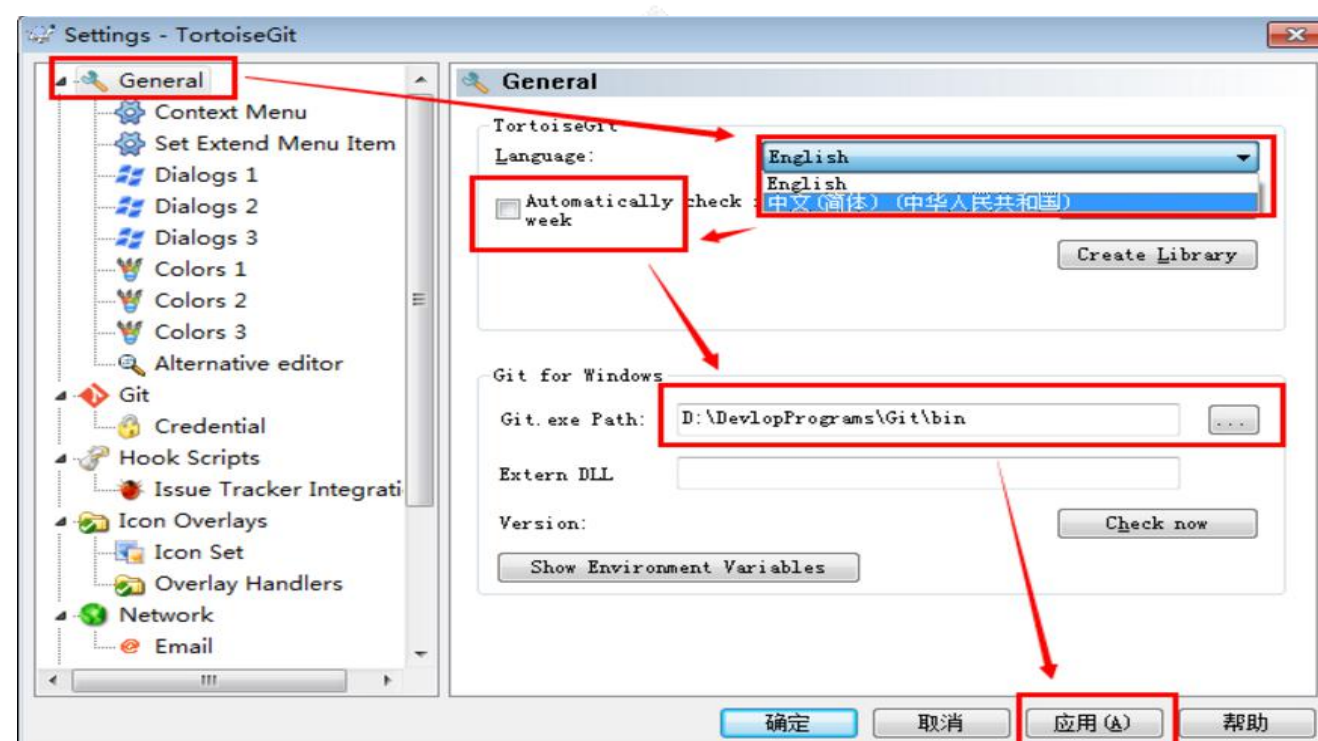 Settings - TortoiseGit
General
Context Menu
Set Extend Menu Item
Dialogs 1
Dialogs 2
Dialogs 3
Colors 1
Colors 2
Colors 3
Alternative editor
Git
Credential
Hook Scripts
Issue Tracker Integrati
Icon Overlays
Icon Set
Overlay Handlers
Network
Email
General
TortoiseGit
Language:
English
English
中文(简体) (中华人民共和国)
Automatically check
week
Create Library
Git for Windows
Git.exe Path:
D:\DevlopPrograms\Git\bin
...
Extern DLL
Version:
Check now
Show Environment Variables
确定
取消
应用(A)
帮助